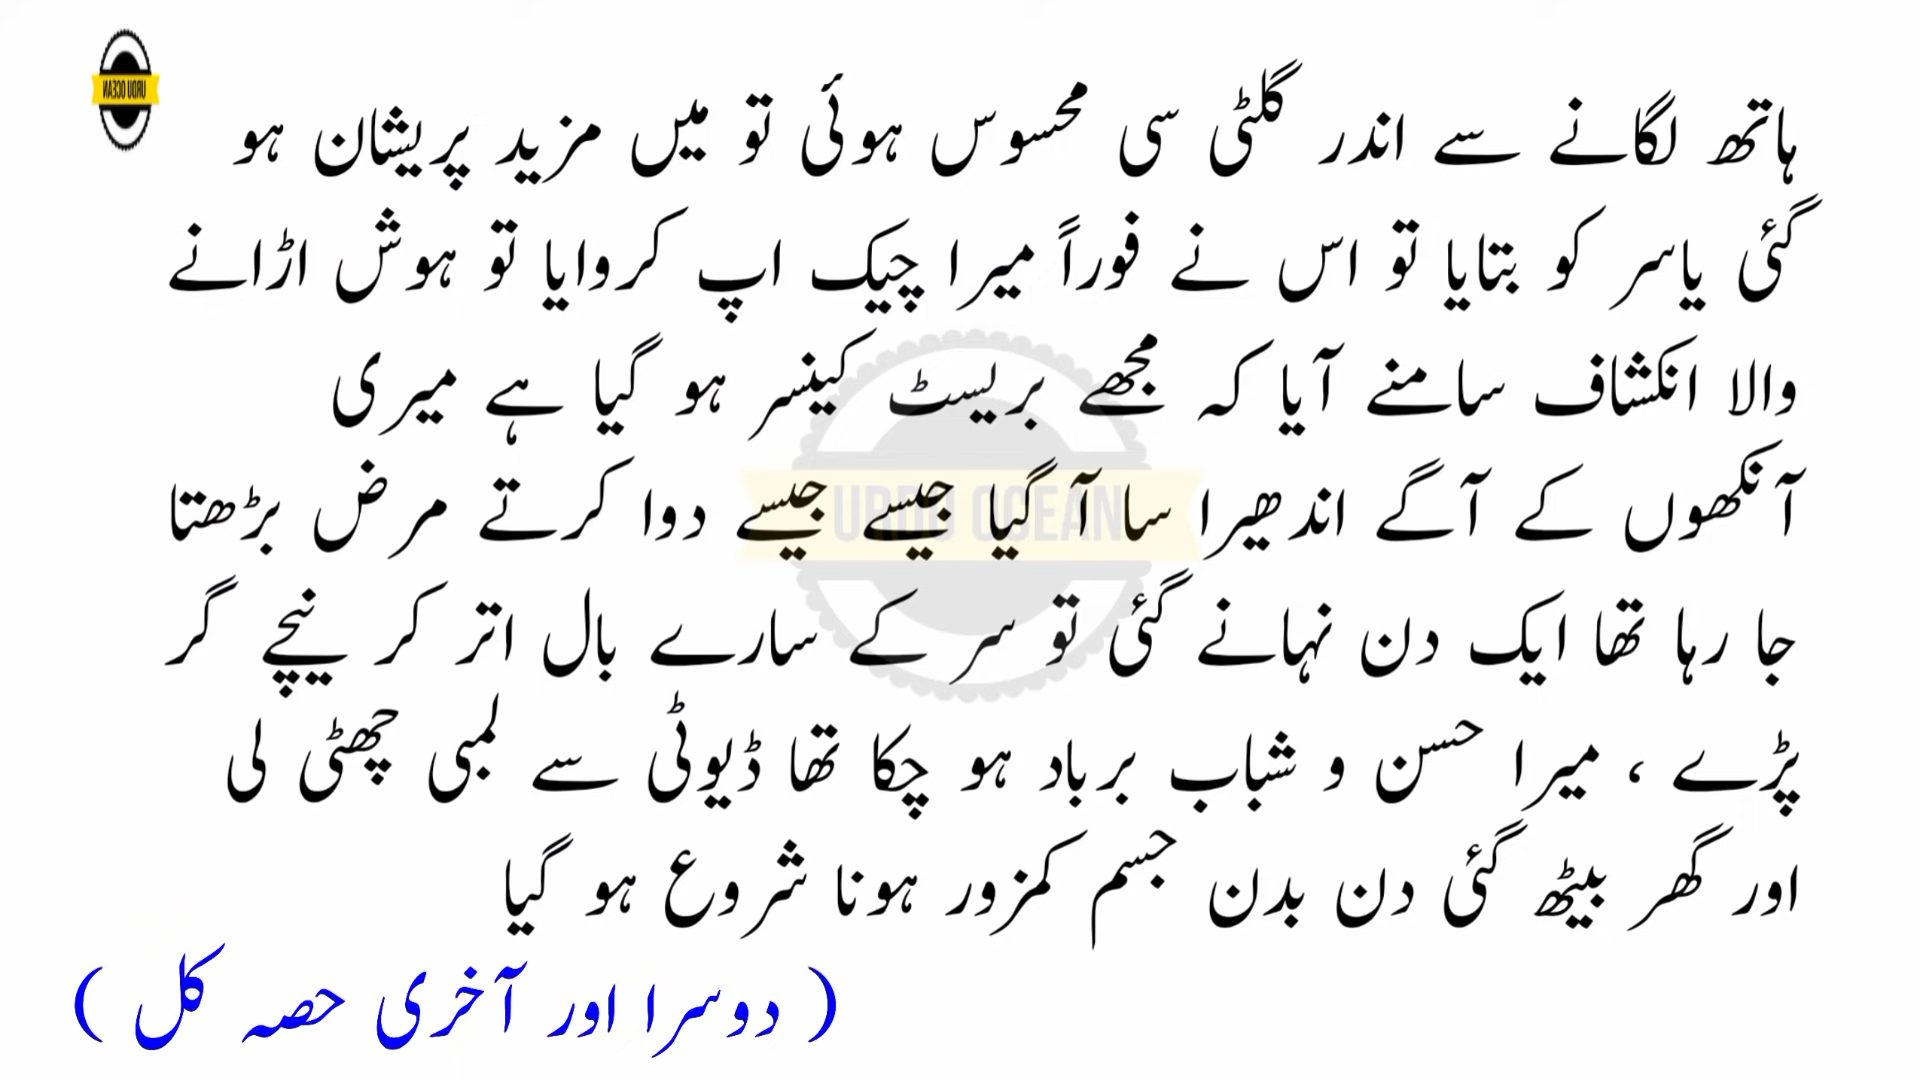 ہاتھ لگانے سے اندر گلٹی سی محسوس ہوئی تو میں مزید پریشان ہو
گئی یاسر کو بتایا تو اس نے فوراً میرا چیک اپ کروایا تو ہوش اڑانے
والا انکشاف سامنے آیا کہ مجھے بریسٹ کینسر ہو گیا ہے میری
آنکھوں کے آگے اندھیرا سا آ گیا جیسے جیسے دوا کرتے مرض بڑھتا
جا رہا تھا ایک دن نہانے گئی تو سر کے سارے بال اتر کر نیچے گر
پڑے ، میرا حسن و شباب برباد ہو چکا تھا ڈیوٹی سے لمبی چھٹی لی
اور گھر بیٹھ گئی دن بدن جسم کمزور ہونا شروع ہو گیا
( دوسرا اور آخری حصہ کل )
URDU OCEAN
URDU OCEAN